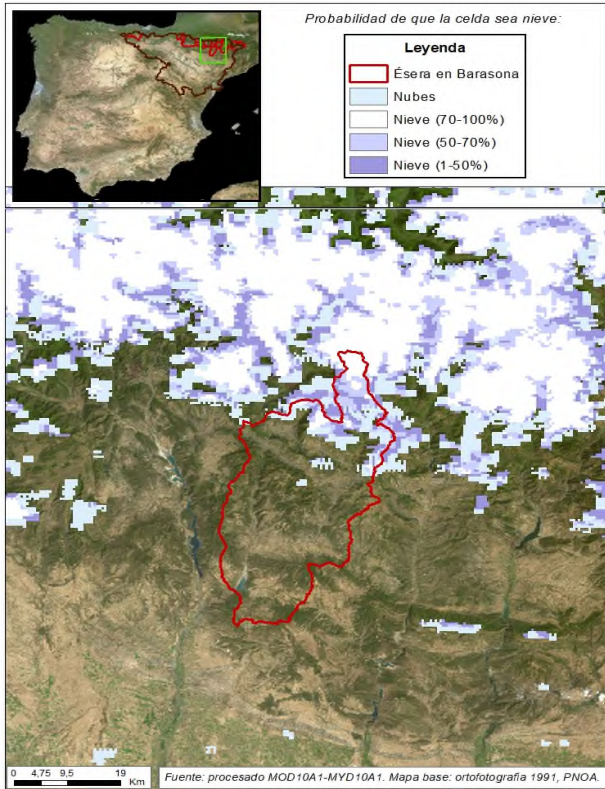 Probabilidad de que la celda sea nieve:
Leyenda
Ésera en Barasona
Nubes
Nieve (70-100%)
Nieve (50-70%)
Nieve (1-50%)
0 4,75 9,5 19
Km
Fuente: procesado MOD10A1-MYD10A1. Mapa base: ortofotografía 1991, PNOA.